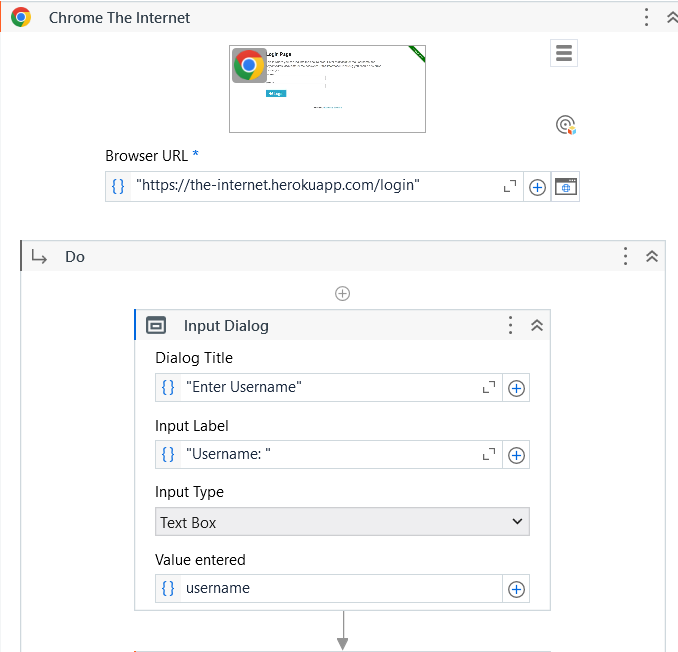 Chrome The Internet
Login Page
Browser URL *
"https://the-internet.herokuapp.com/login"
Do
Input Dialog
Dialog Title
"Enter Username"
Input Label
"Username: "
Input Type
Text Box
Value entered
username